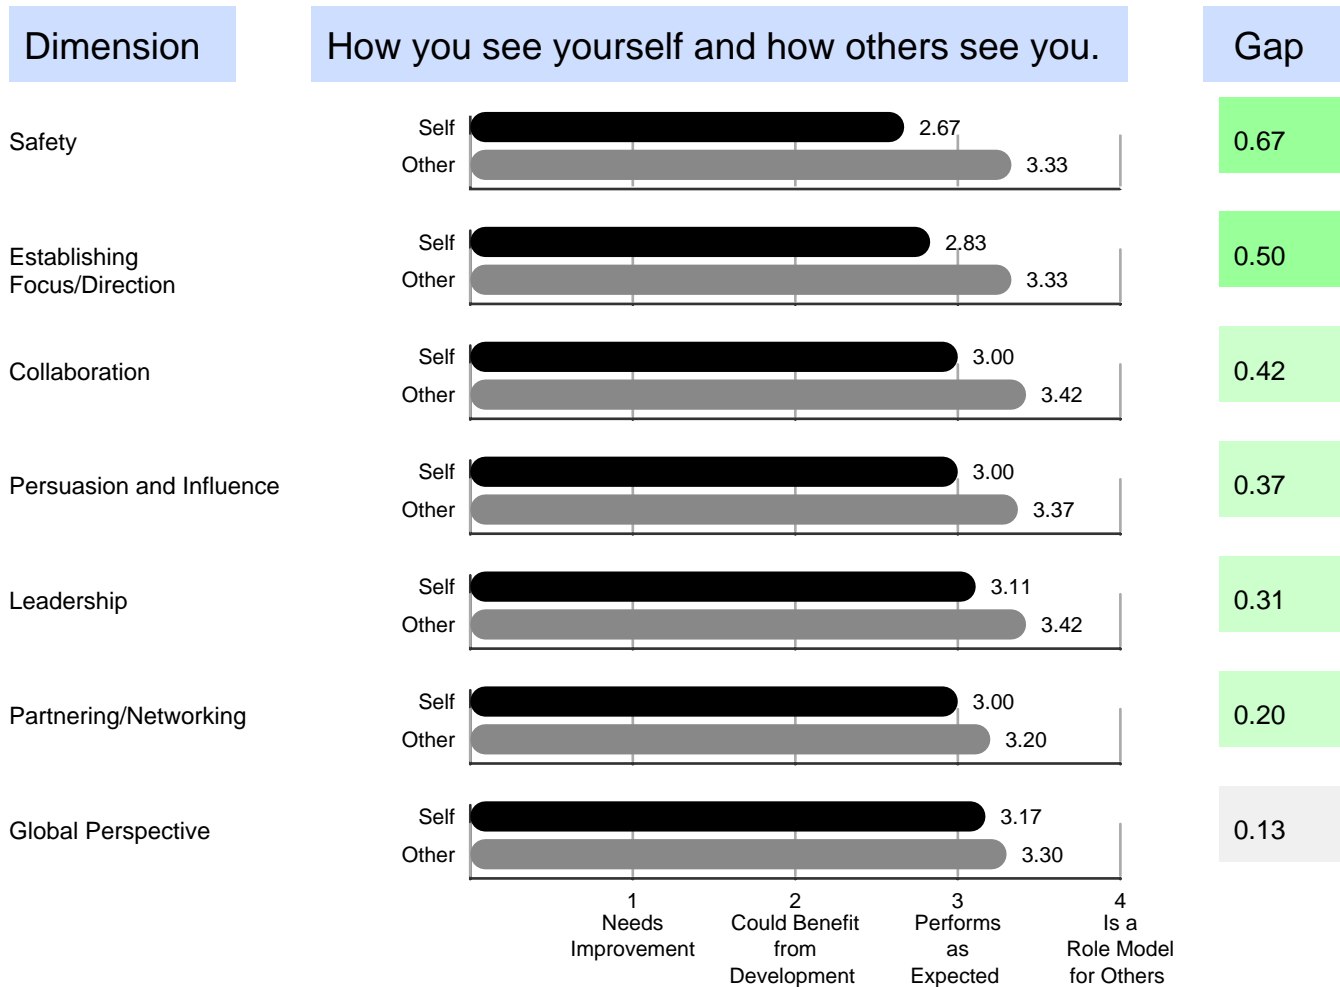 Dimension
How you see yourself and how others see you.
Gap
Safety
Self
2.67
Other
3.33
0.67
Establishing
Focus/Direction
Self
2.83
Other
3.33
0.50
Collaboration
Self
3.00
Other
3.42
0.42
Persuasion and Influence
Self
3.00
Other
3.37
0.37
Leadership
Self
3.11
Other
3.42
0.31
Partnering/Networking
Self
3.00
Other
3.20
0.20
Global Perspective
Self
3.17
Other
3.30
0.13
1
Needs
Improvement
2
Could Benefit
from
Development
3
Performs
as
Expected
4
Is a
Role Model
for Others